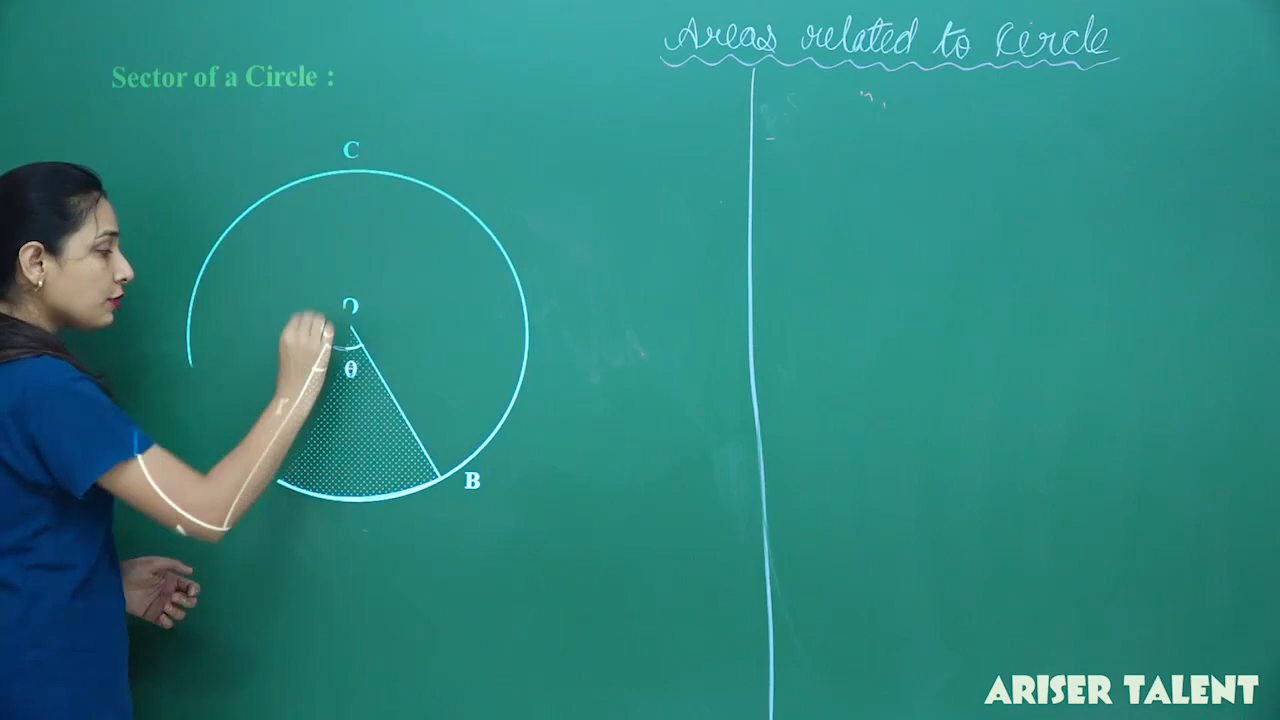 Areas related to Circle
Sector of a Circle :
C
O
θ
B
ARISER TALENT